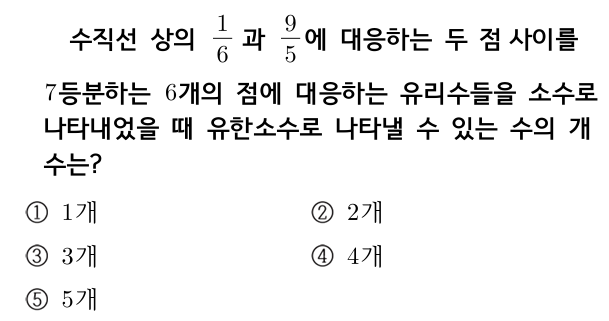 수직선 상의 1/6 과 9/5에 대응하는 두 점 사이를
7등분하는 6개의 점에 대응하는 유리수들을 소수로
나타내었을 때 유한소수로 나타낼 수 있는 수의 개
수는?
① 1개 ② 2개
③ 3개 ④ 4개
⑤ 5개